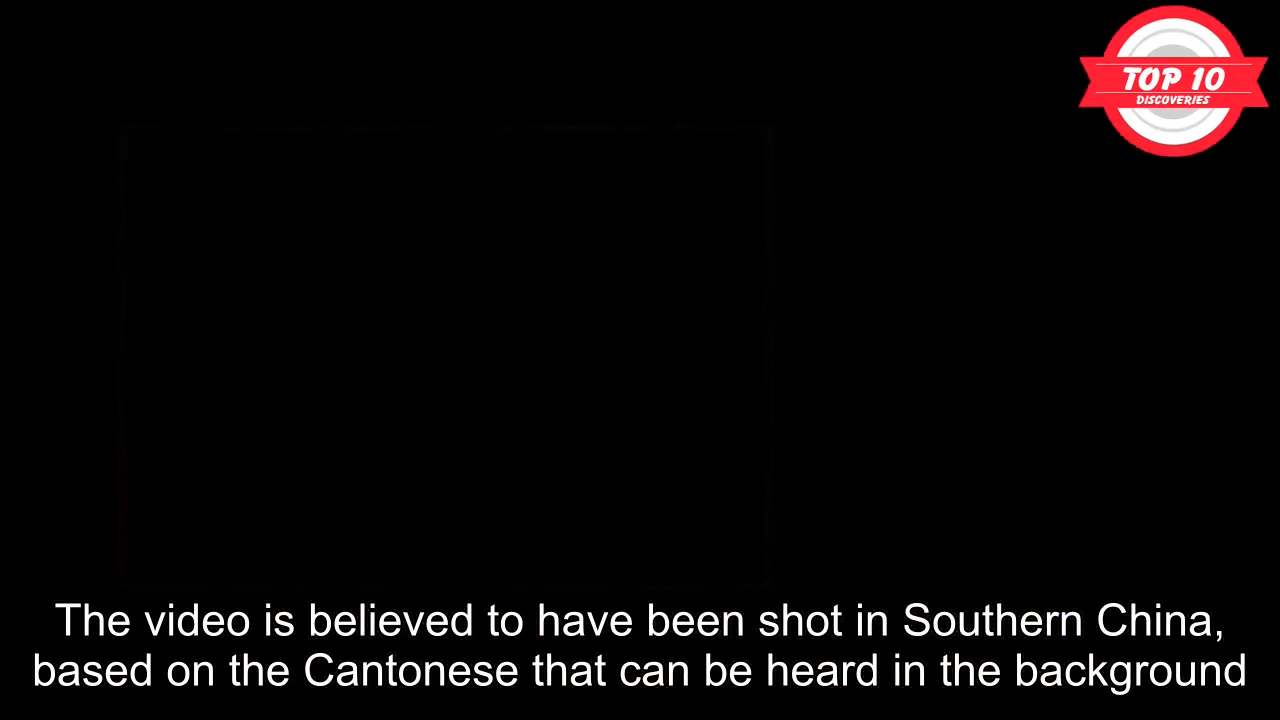 TOP 10
DISCOVERIES
The video is believed to have been shot in Southern China,
based on the Cantonese that can be heard in the background